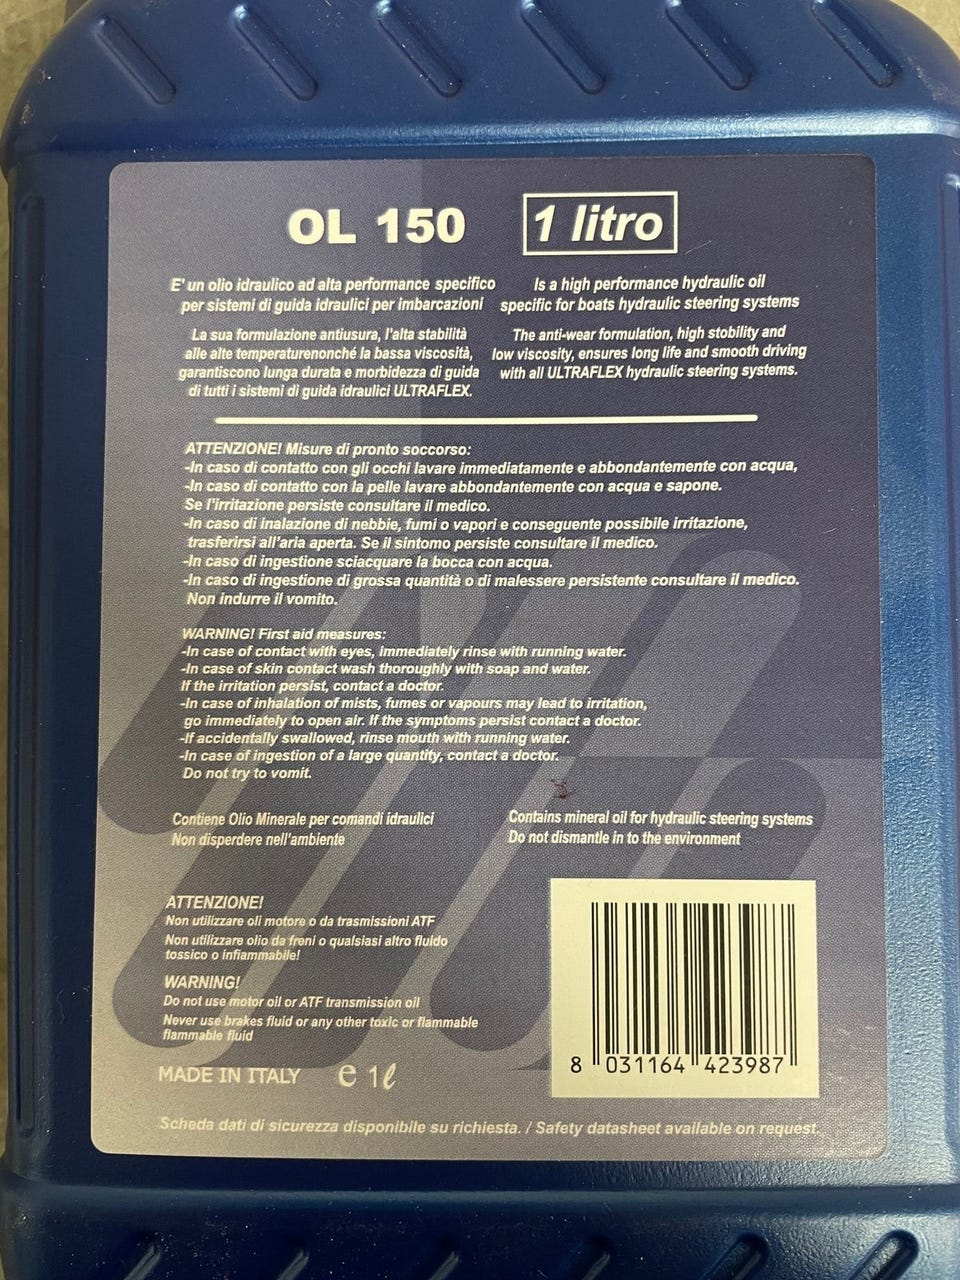 OL 150
1 litro
E' un olio idraulico ad alta performance specifico
per sistemi di guida idraulici per imbarcazioni
La sua formulazione antiusura, l'alta stabilità
alle alte temperaturenonché la bassa viscosità,
garantiscono lunga durata e morbidezza di guida
di tutti i sistemi di guida idraulici ULTRAFLEX.
Is a high performance hydraulic oil
specific for boats hydraulic steering systems
The anti-wear formulation, high stobility and
low viscosity, ensures long life and smooth driving
with all ULTRAFLEX hydraulic steering systems.
ATTENZIONE! Misure di pronto soccorso:
-In caso di contatto con gli occhi lavare immediatamente e abbondantemente con acqua,
-In caso di contatto con la pelle lavare abbondantemente con acqua e sapone.
Se l'irritazione persiste consultare il medico.
-In caso di inalazione di nebbie, fumi o vapori e conseguente possibile irritazione,
trasferirsi all'aria aperta. Se il sintomo persiste consultare il medico.
-In caso di ingestione sciacquare la bocca con acqua.
-In caso di ingestione di grossa quantità o di malessere persistente consultare il medico.
Non indurre il vomito.
WARNING! First aid measures:
-In case of contact with eyes, immediately rinse with running water.
-In case of skin contact wash thoroughly with soap and water.
If the irritation persist, contact a doctor.
-In case of inhalation of mists, fumes or vapours may lead to irritation,
go immediately to open air. If the symptoms persist contact a doctor.
-If accidentally swallowed, rinse mouth with running water.
-In case of ingestion of a large quantity, contact a doctor.
Do not try to vomit.
Contiene Olio Minerale per comandi idraulici
Non disperdere nell'ambiente
Contains mineral oil for hydraulic steering systems
Do not dismantle in to the environment
ATTENZIONE!
Non utilizzare oli motore o da trasmissioni ATF
Non utilizzare olio da freni o qualsiasi altro fluido
tossico o infiammabile!
WARNING!
Do not use motor oil or ATF transmission oil
Never use brakes fluid or any other toxic or flammable
flammable fluid
MADE IN ITALY e 1ℓ
8 031164 423987
Scheda dati di sicurezza disponibile su richiesta. / Safety datasheet available on request.